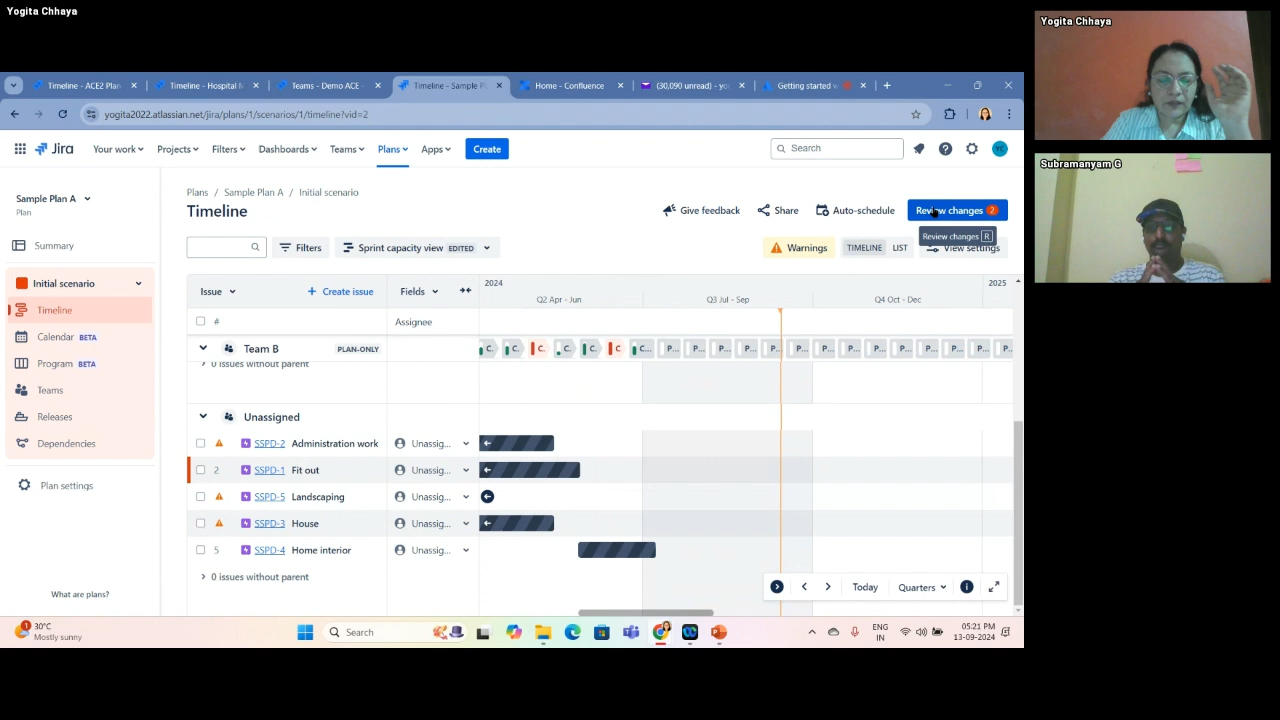 Yogita Chhaya
Yogita Chhaya
Subramanyam G
Timeline - ACE2 Plan
Timeline - Hospital M
Teams - Demo ACE -
Timeline - Sample Pl
Home - Confluence
(30,090 unread) - yo
Getting started w
yogita2022.atlassian.net/jira/plans/1/scenarios/1/timeline?vid=2
Jira
Your work
Projects
Filters
Dashboards
Teams
Plans
Apps
Create
Search
YC
Sample Plan A
Plan
Summary
Initial scenario
Timeline
Calendar BETA
Program BETA
Teams
Releases
Dependencies
Plan settings
What are plans?
Plans / Sample Plan A / Initial scenario
Timeline
Give feedback
Share
Auto-schedule
Review changes 2
Review changes R
Filters
Sprint capacity view EDITED
Warnings
TIMELINE
LIST
View settings
Issue
+ Create issue
Fields
2024
2025
Q2 Apr - Jun
Q3 Jul - Sep
Q4 Oct - Dec
#
Assignee
Team B PLAN-ONLY
C. C. C. C. C. C C... P... P... P... P... P... P... P... P... P... P... P... P... P... P.
0 issues without parent
Unassigned
SSPD-2 Administration work Unassig...
2 SSPD-1 Fit out Unassig...
SSPD-5 Landscaping Unassig...
SSPD-3 House Unassig...
5 SSPD-4 Home interior Unassig...
0 issues without parent
Today
Quarters
1
30°C
Mostly sunny
Search
ENG
IN
05:21 PM
13-09-2024